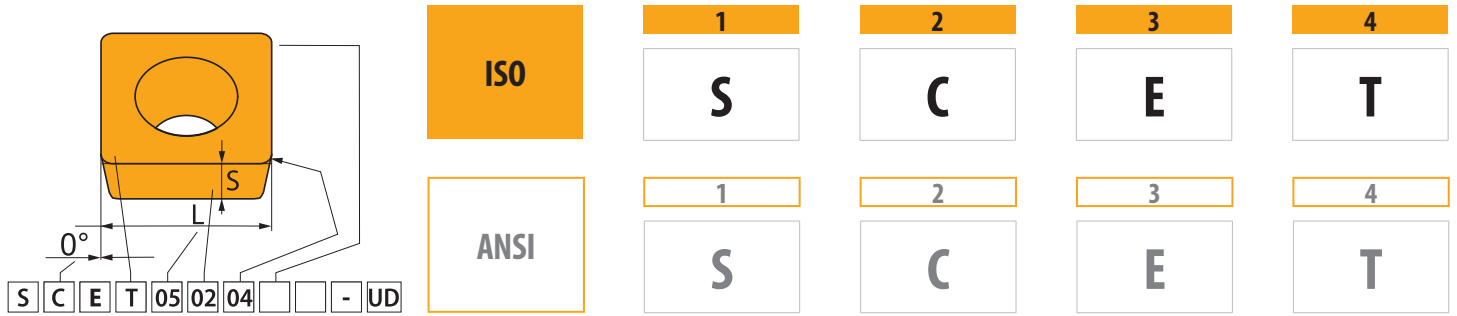 1 2 3 4
ISO S C E T
S
L
0°
1 2 3 4
ANSI S C E T
S C E T 05 02 04 - UD